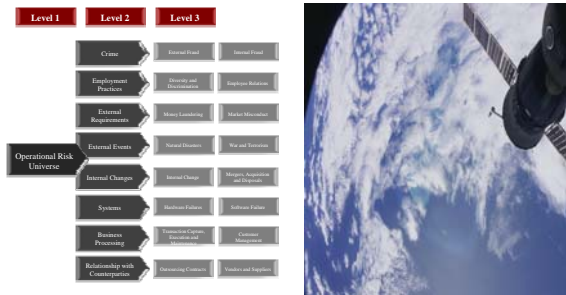 Level 1 Level 2 Level 3
Crime External Fraud Internal Fraud
Employment
Practices
Diversity and
Discrimination
Employee Relations
External
Requirements
Money Laundering Market Misconduct
External Events Natural Disasters War and Terrorism
Operational Risk
Universe
Internal Changes Internal Change
Mergers, Acquisition
and Disposals
Systems Hardware Failures Software Failure
Business
Processing
Transaction Capture,
Execution and
Maintenance
Customer
Management
Relationship with
Counterparties
Outsourcing Contracts Vendors and Suppliers